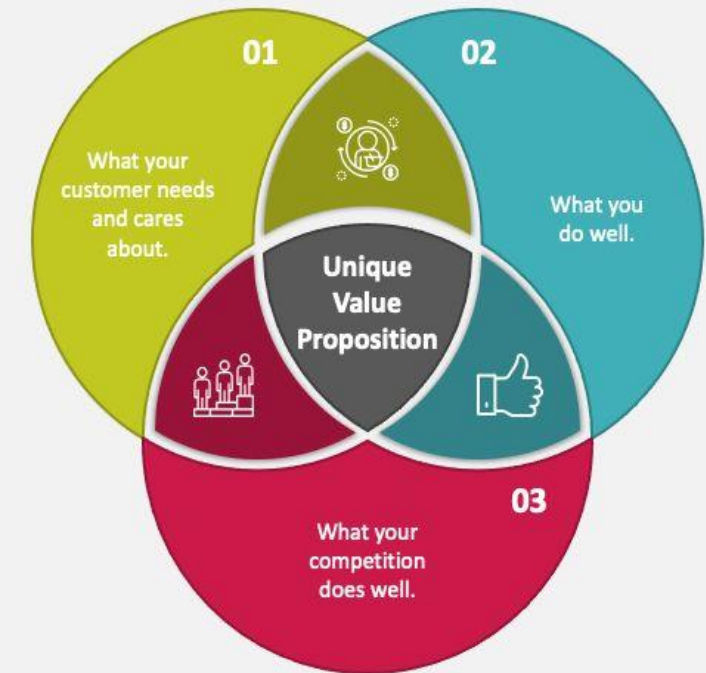 01
What your
customer needs
and cares
about.
02
What you
do well.
Unique
Value
Proposition
03
What your
competition
does well.